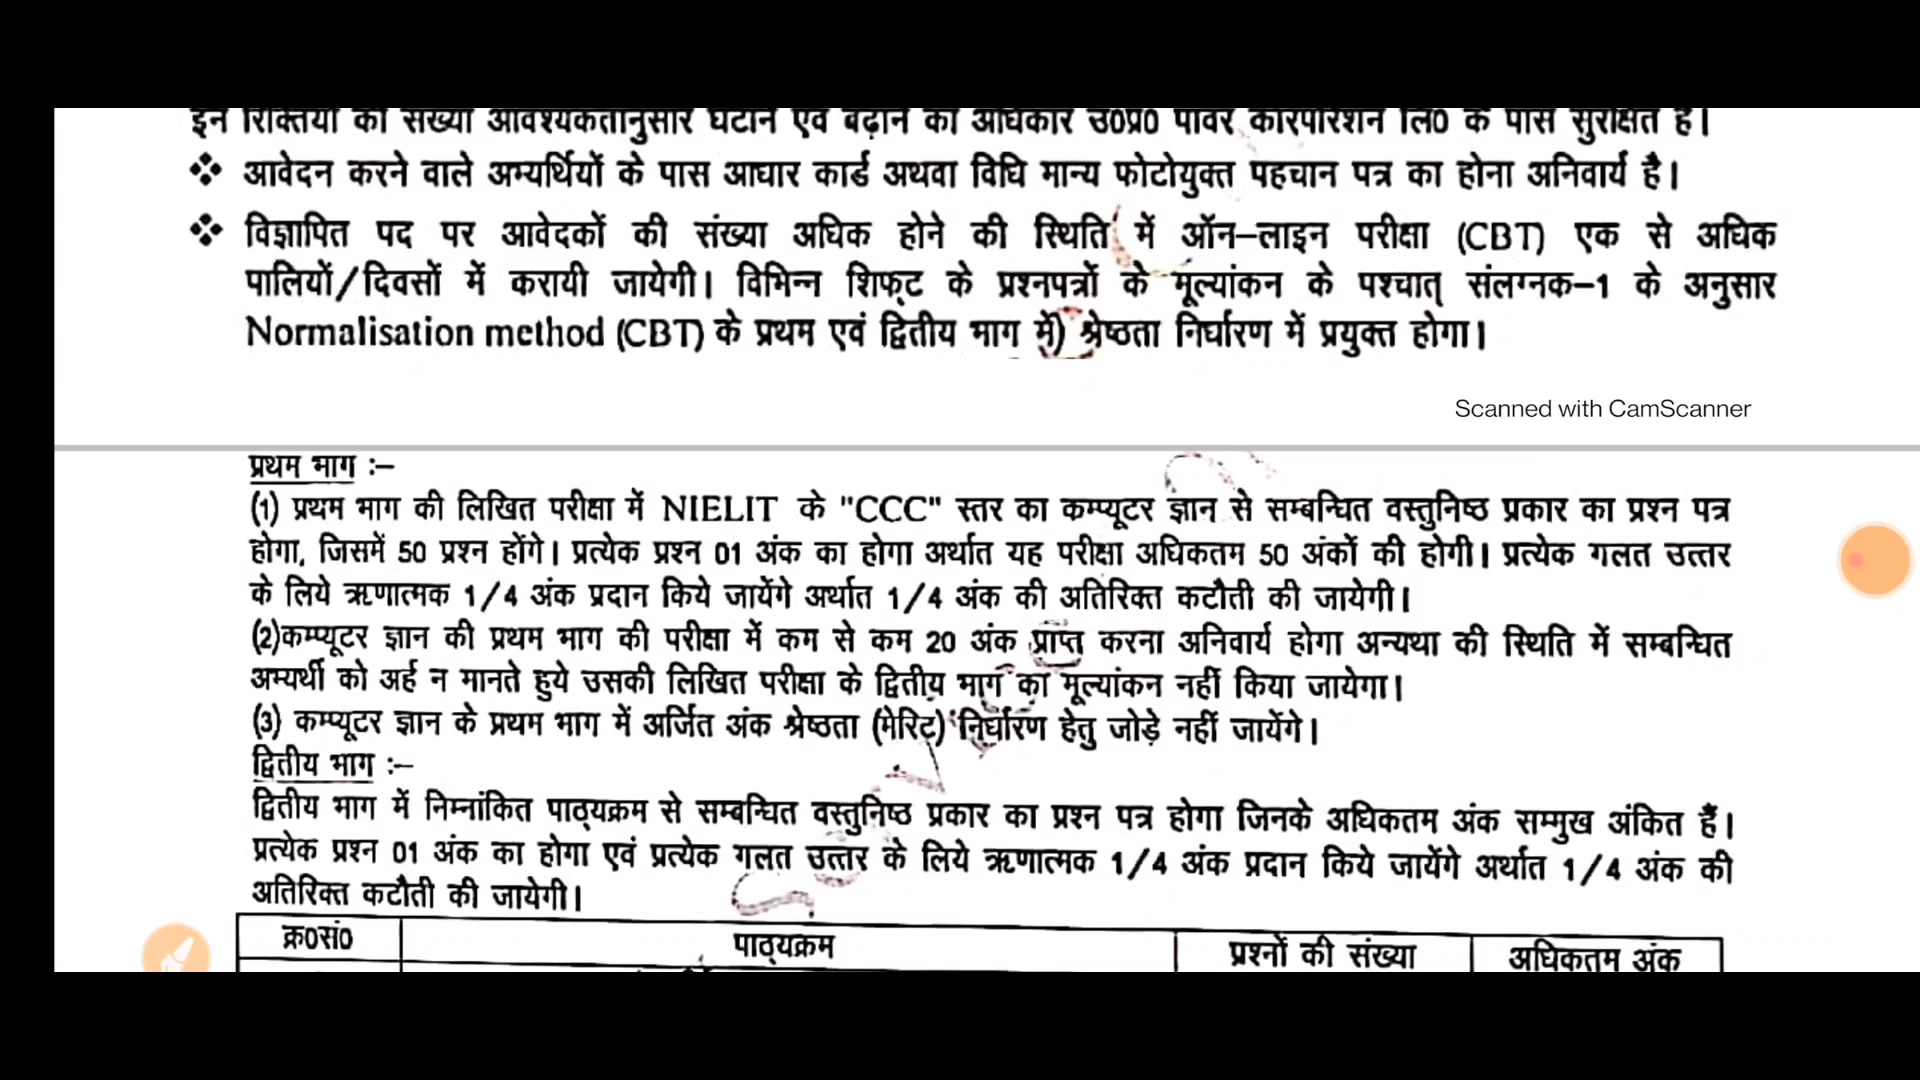 इन रिक्तियों की संख्या आवश्यकतानुसार घटाने एवं बढ़ाने का अधिकार उ0प्र0 पावर कारपोरेशन लि0 के पास सुरक्षित है।
❖ आवेदन करने वाले अभ्यर्थियों के पास आधार कार्ड अथवा विधि मान्य फोटोयुक्त पहचान पत्र का होना अनिवार्य है।
❖ विज्ञापित पद पर आवेदकों की संख्या अधिक होने की स्थिति में ऑन–लाइन परीक्षा (CBT) एक से अधिक
पालियों/दिवसों में करायी जायेगी। विभिन्न शिफ्ट के प्रश्नपत्रों के मूल्यांकन के पश्चात् संलग्नक–1 के अनुसार
Normalisation method (CBT) के प्रथम एवं द्वितीय भाग में) श्रेष्ठता निर्धारण में प्रयुक्त होगा।
Scanned with CamScanner
प्रथम भाग :–
(1) प्रथम भाग की लिखित परीक्षा में NIELIT के "CCC" स्तर का कम्प्यूटर ज्ञान से सम्बन्धित वस्तुनिष्ठ प्रकार का प्रश्न पत्र
होगा, जिसमें 50 प्रश्न होंगे। प्रत्येक प्रश्न 01 अंक का होगा अर्थात यह परीक्षा अधिकतम 50 अंकों की होगी। प्रत्येक गलत उत्तर
के लिये ऋणात्मक 1/4 अंक प्रदान किये जायेंगे अर्थात 1/4 अंक की अतिरिक्त कटौती की जायेगी।
(2)कम्प्यूटर ज्ञान की प्रथम भाग की परीक्षा में कम से कम 20 अंक प्राप्त करना अनिवार्य होगा अन्यथा की स्थिति में सम्बन्धित
अभ्यर्थी को अर्ह न मानते हुये उसकी लिखित परीक्षा के द्वितीय भाग का मूल्यांकन नहीं किया जायेगा।
(3) कम्प्यूटर ज्ञान के प्रथम भाग में अर्जित अंक श्रेष्ठता (मेरिट) निर्धारण हेतु जोड़े नहीं जायेंगे।
द्वितीय भाग :–
द्वितीय भाग में निम्नांकित पाठ्यक्रम से सम्बन्धित वस्तुनिष्ठ प्रकार का प्रश्न पत्र होगा जिनके अधिकतम अंक सम्मुख अंकित हैं।
प्रत्येक प्रश्न 01 अंक का होगा एवं प्रत्येक गलत उत्तर के लिये ऋणात्मक 1/4 अंक प्रदान किये जायेंगे अर्थात 1/4 अंक की
अतिरिक्त कटौती की जायेगी।
क्र0सं0 पाठ्यक्रम प्रश्नों की संख्या अधिकतम अंक